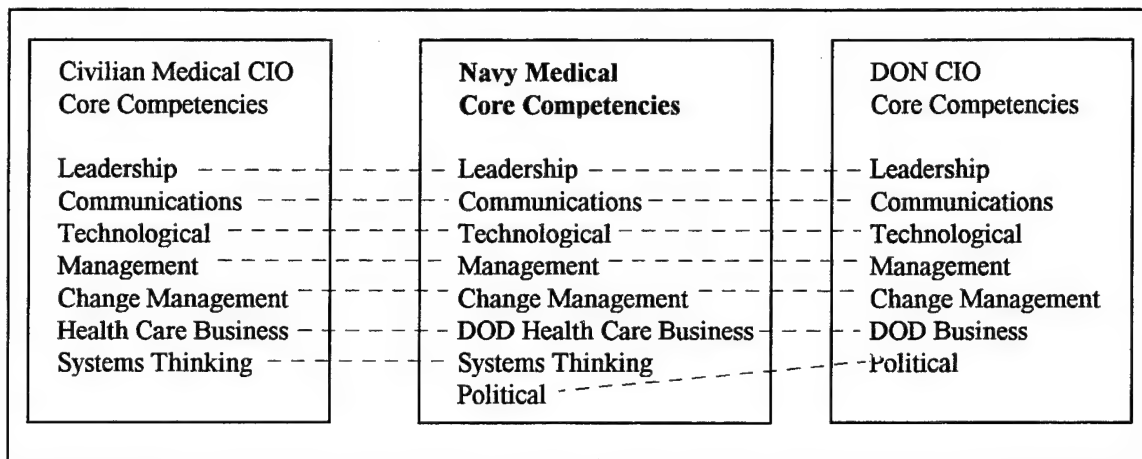 Civilian Medical CIO
Core Competencies
Leadership
Communications
Technological
Management
Change Management
Health Care Business
Systems Thinking
Navy Medical
Core Competencies
Leadership
Communications
Technological
Management
Change Management
DOD Health Care Business
Systems Thinking
Political
DON CIO
Core Competencies
Leadership
Communications
Technological
Management
Change Management
DOD Business
Political